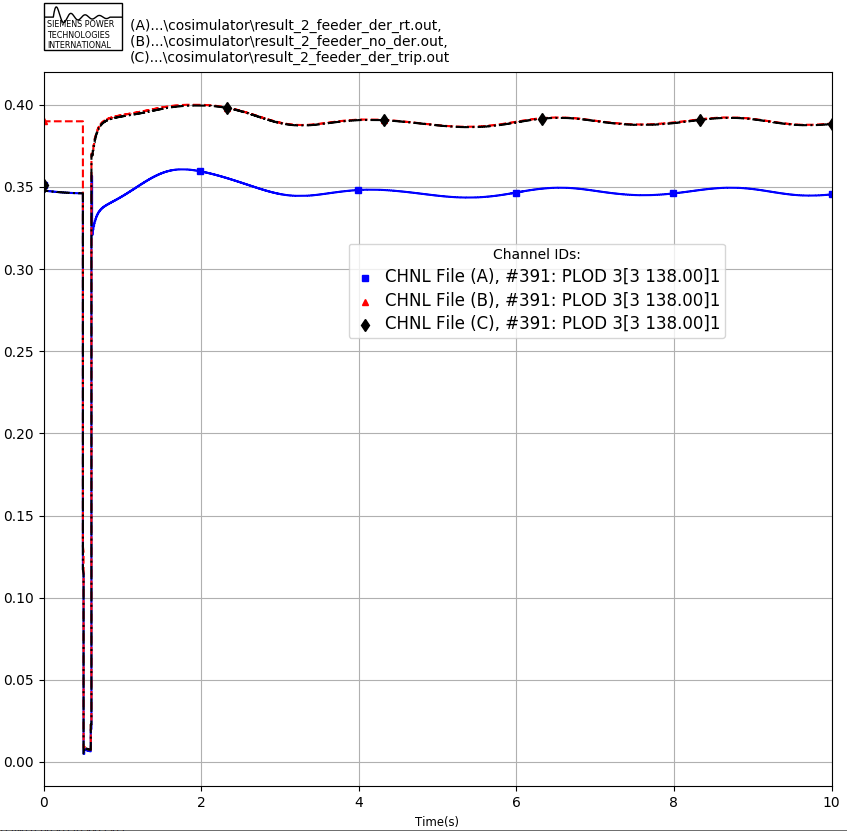 SIEMENS POWER
TECHNOLOGIES
INTERNATIONAL
(A)...\cosimulator\result_2_feeder_der_rt.out,
(B)...\cosimulator\result_2_feeder_no_der.out,
(C)...\cosimulator\result_2_feeder_der_trip.out
0.40
0.35
0.30
0.25
0.20
0.15
0.10
0.05
0.00
Channel IDs:
CHNL File (A), #391: PLOD 3[3 138.00]1
CHNL File (B), #391: PLOD 3[3 138.00]1
CHNL File (C), #391: PLOD 3[3 138.00]1
0 2 4 6 8 10
Time(s)